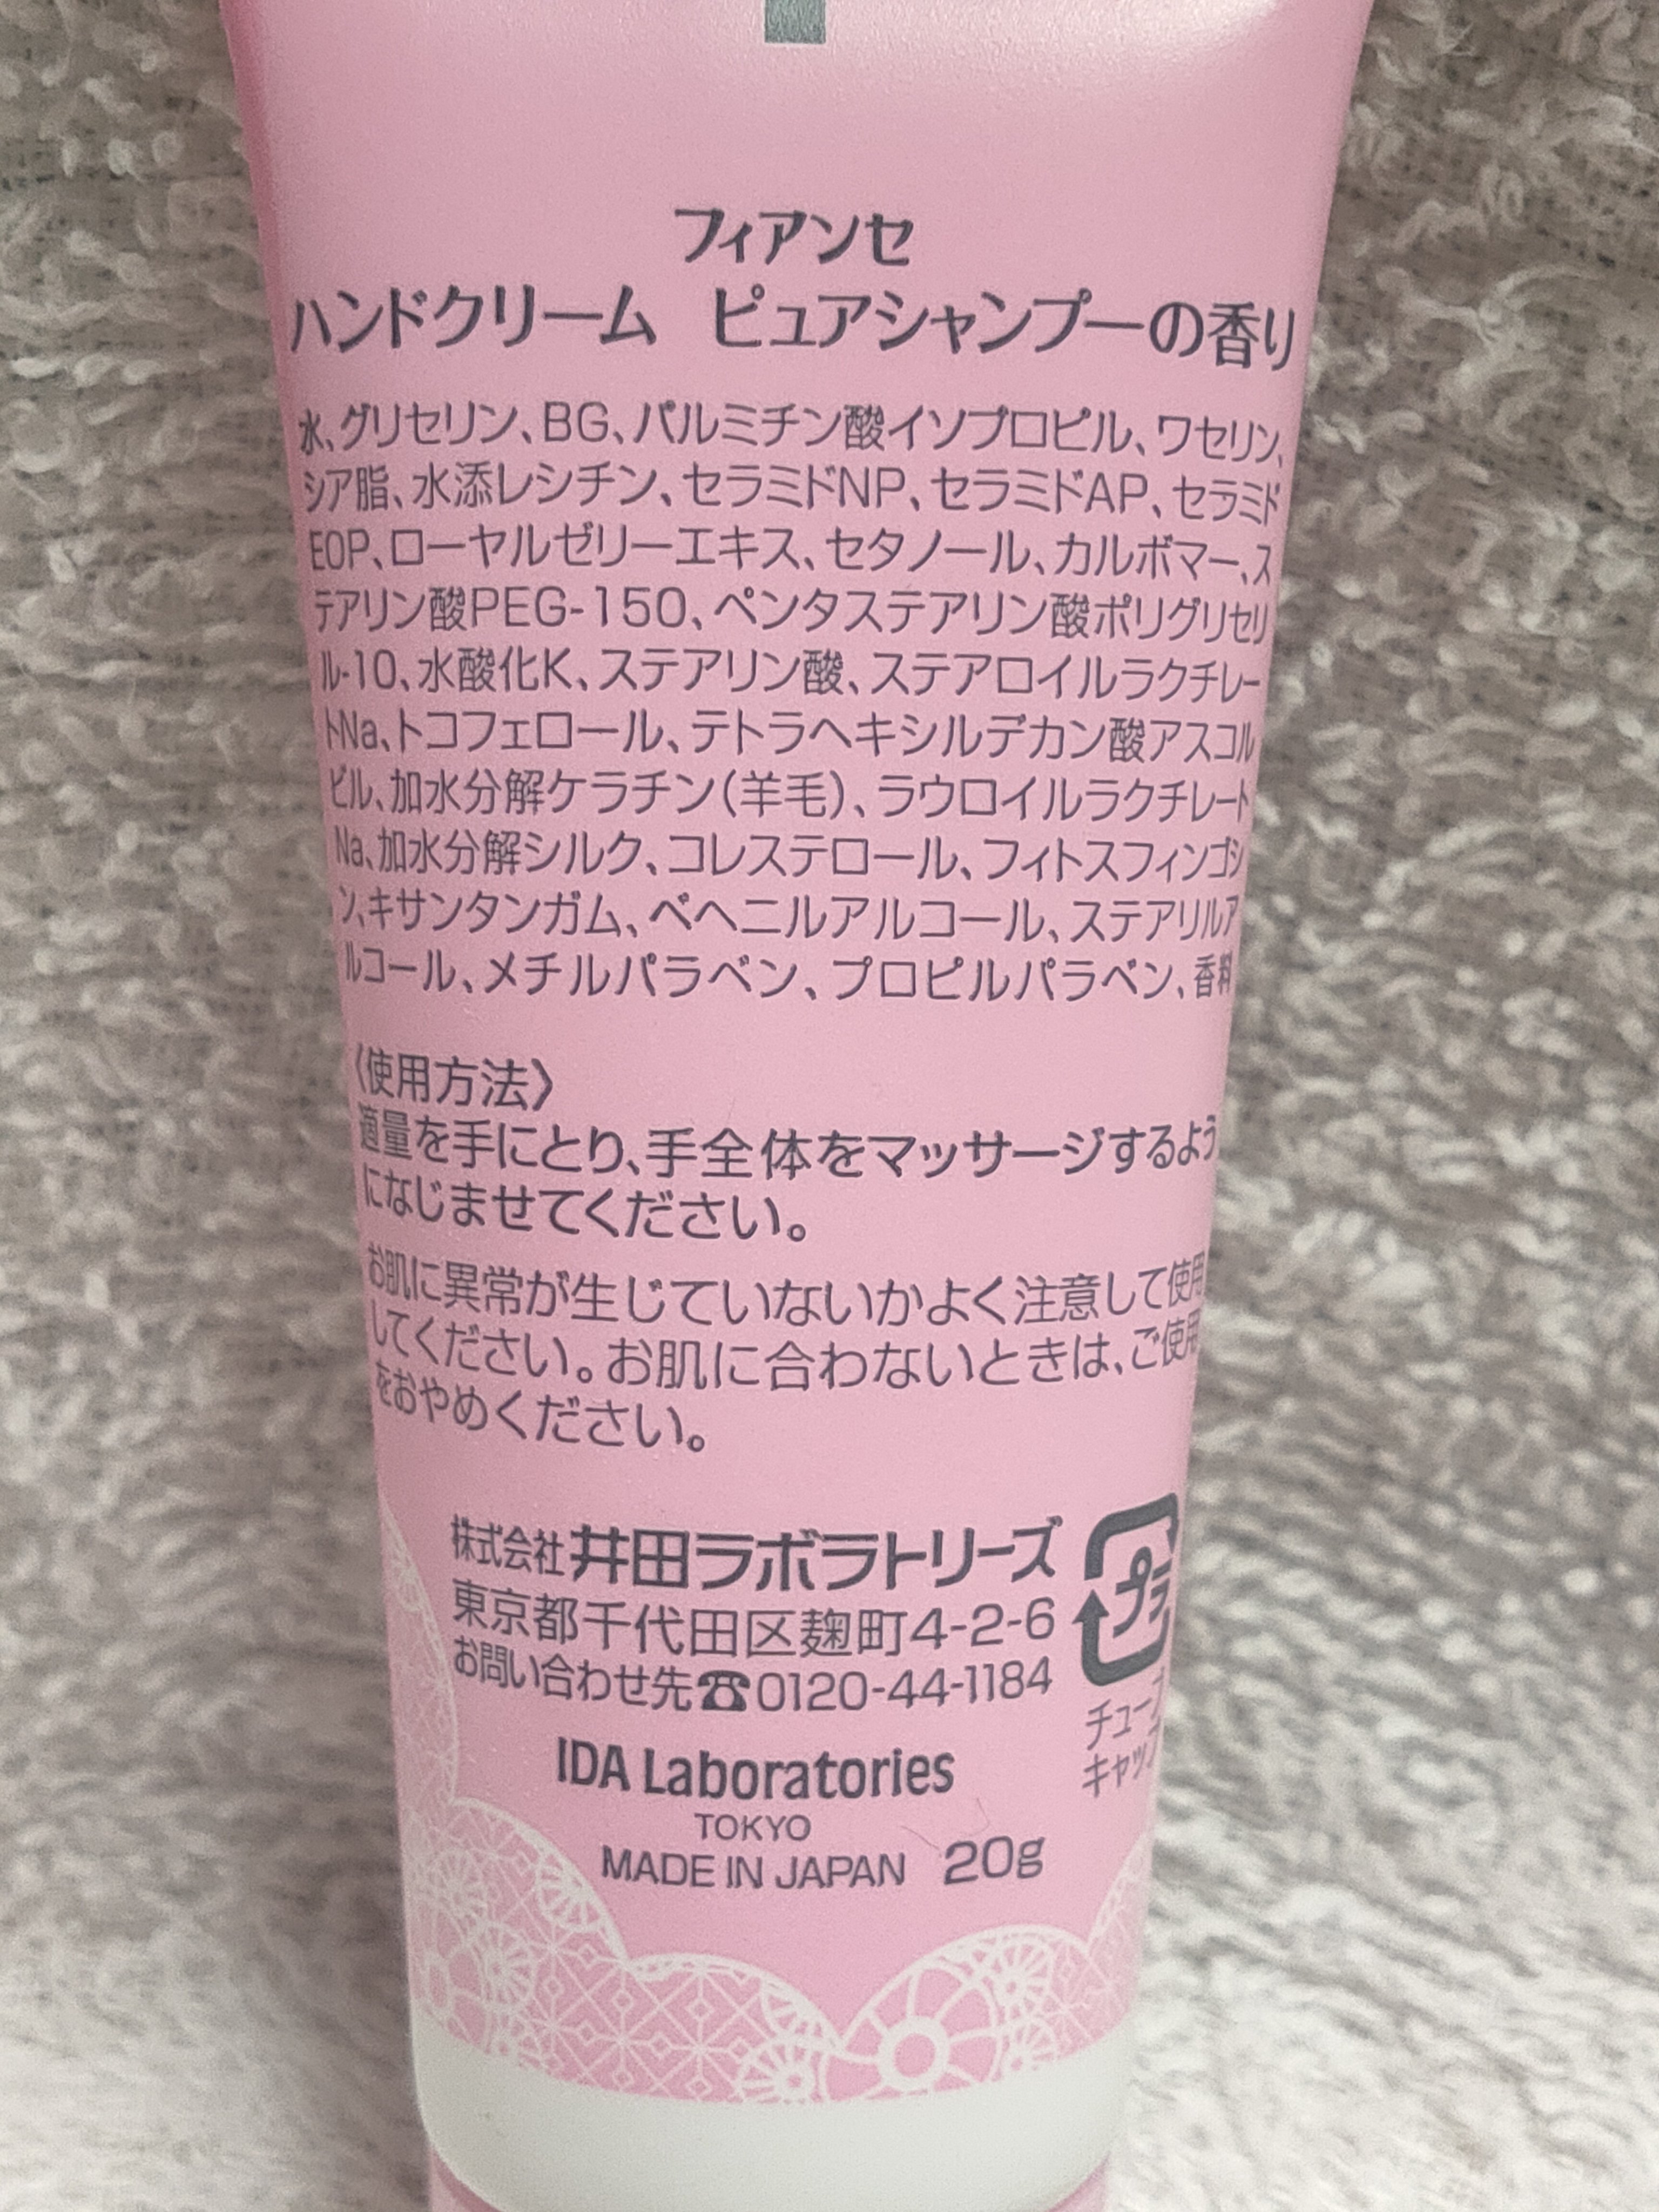 フィアンセ
ハンドクリーム　ピュアシャンプーの香り
水、グリセリン、BG、パルミチン酸イソプロピル、ワセリン、
シア脂、水添レシチン、セラミドNP、セラミドAP、セラミド
EOP、ローヤルゼリーエキス、セタノール、カルボマー、ス
テアリン酸PEG-150、ペンタステアリン酸ポリグリセリ
ル-10、水酸化K、ステアリン酸、ステアロイルラクチレー
トNa、トコフェロール、テトラヘキシルデカン酸アスコル
ビル、加水分解ケラチン(羊毛)、ラウロイルラクチレート
Na、加水分解シルク、コレステロール、フィトスフィンゴシ
ン、キサンタンガム、ベヘニルアルコール、ステアリルア
ルコール、メチルパラベン、プロピルパラベン、香料
〈使用方法〉
適量を手にとり、手全体をマッサージするよう
になじませてください。
お肌に異常が生じていないかよく注意して使用
してください。お肌に合わないときは、ご使用
をおやめください。
株式会社 井田ラボラトリーズ
東京都千代田区麹町4-2-6
お問い合わせ先☎0120-44-1184
プラ
チューブ
キャップ
IDA Laboratories
TOKYO
MADE IN JAPAN 20g